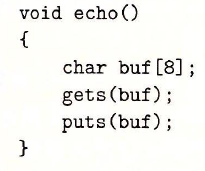 void echo()
{
    char buf[8];
    gets(buf);
    puts(buf);
}